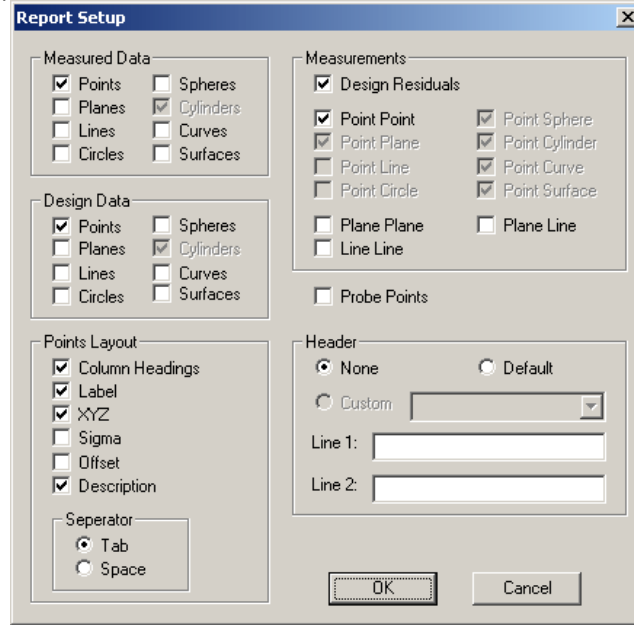 Report Setup
Measured Data
Points Spheres
Planes Cylinders
Lines Curves
Circles Surfaces
Design Data
Points Spheres
Planes Cylinders
Lines Curves
Circles Surfaces
Points Layout
Column Headings
Label
XYZ
Sigma
Offset
Description
Seperator
Tab
Space
Measurements
Design Residuals
Point Point Point Sphere
Point Plane Point Cylinder
Point Line Point Curve
Point Circle Point Surface
Plane Plane Plane Line
Line Line
Probe Points
Header
None Default
Custom
Line 1:
Line 2:
OK Cancel